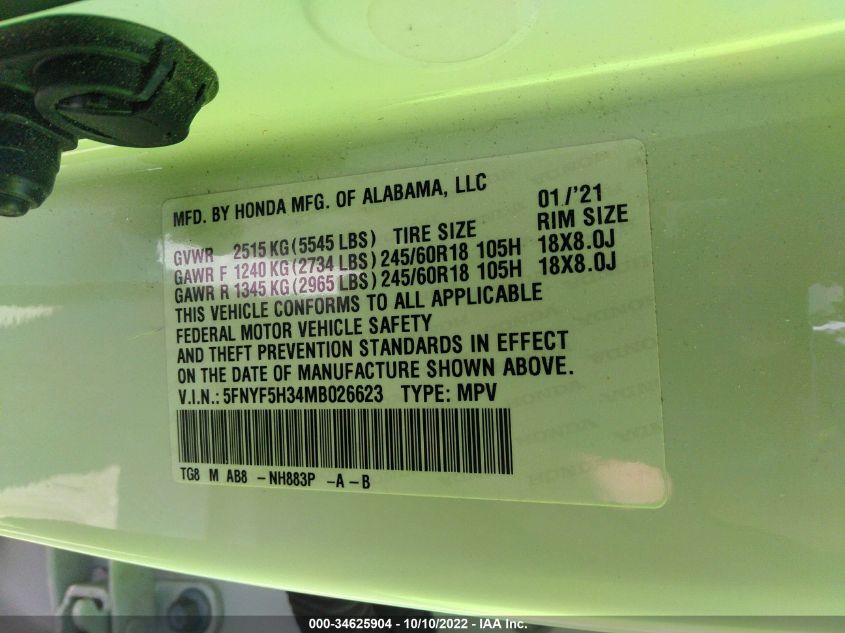 MFD. BY HONDA MFG. OF ALABAMA, LLC 01/'21
GVWR 2515 KG (5545 LBS) TIRE SIZE RIM SIZE
GAWR F 1240 KG (2734 LBS) 245/60R18 105H 18X8.0J
GAWR R 1345 KG (2965 LBS) 245/60R18 105H 18X8.0J
THIS VEHICLE CONFORMS TO ALL APPLICABLE
FEDERAL MOTOR VEHICLE SAFETY
AND THEFT PREVENTION STANDARDS IN EFFECT
ON THE DATE OF MANUFACTURE SHOWN ABOVE.
V.I.N.: 5FNYF5H34MB026623 TYPE: MPV
TG8 M AB8 -NH883P -A-B
000-34625904 - 10/10/2022 - IAA Inc.